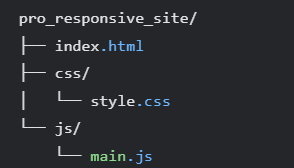 pro_responsive_site/
├── index.html
├── css/
│   └── style.css
└── js/
    └── main.js